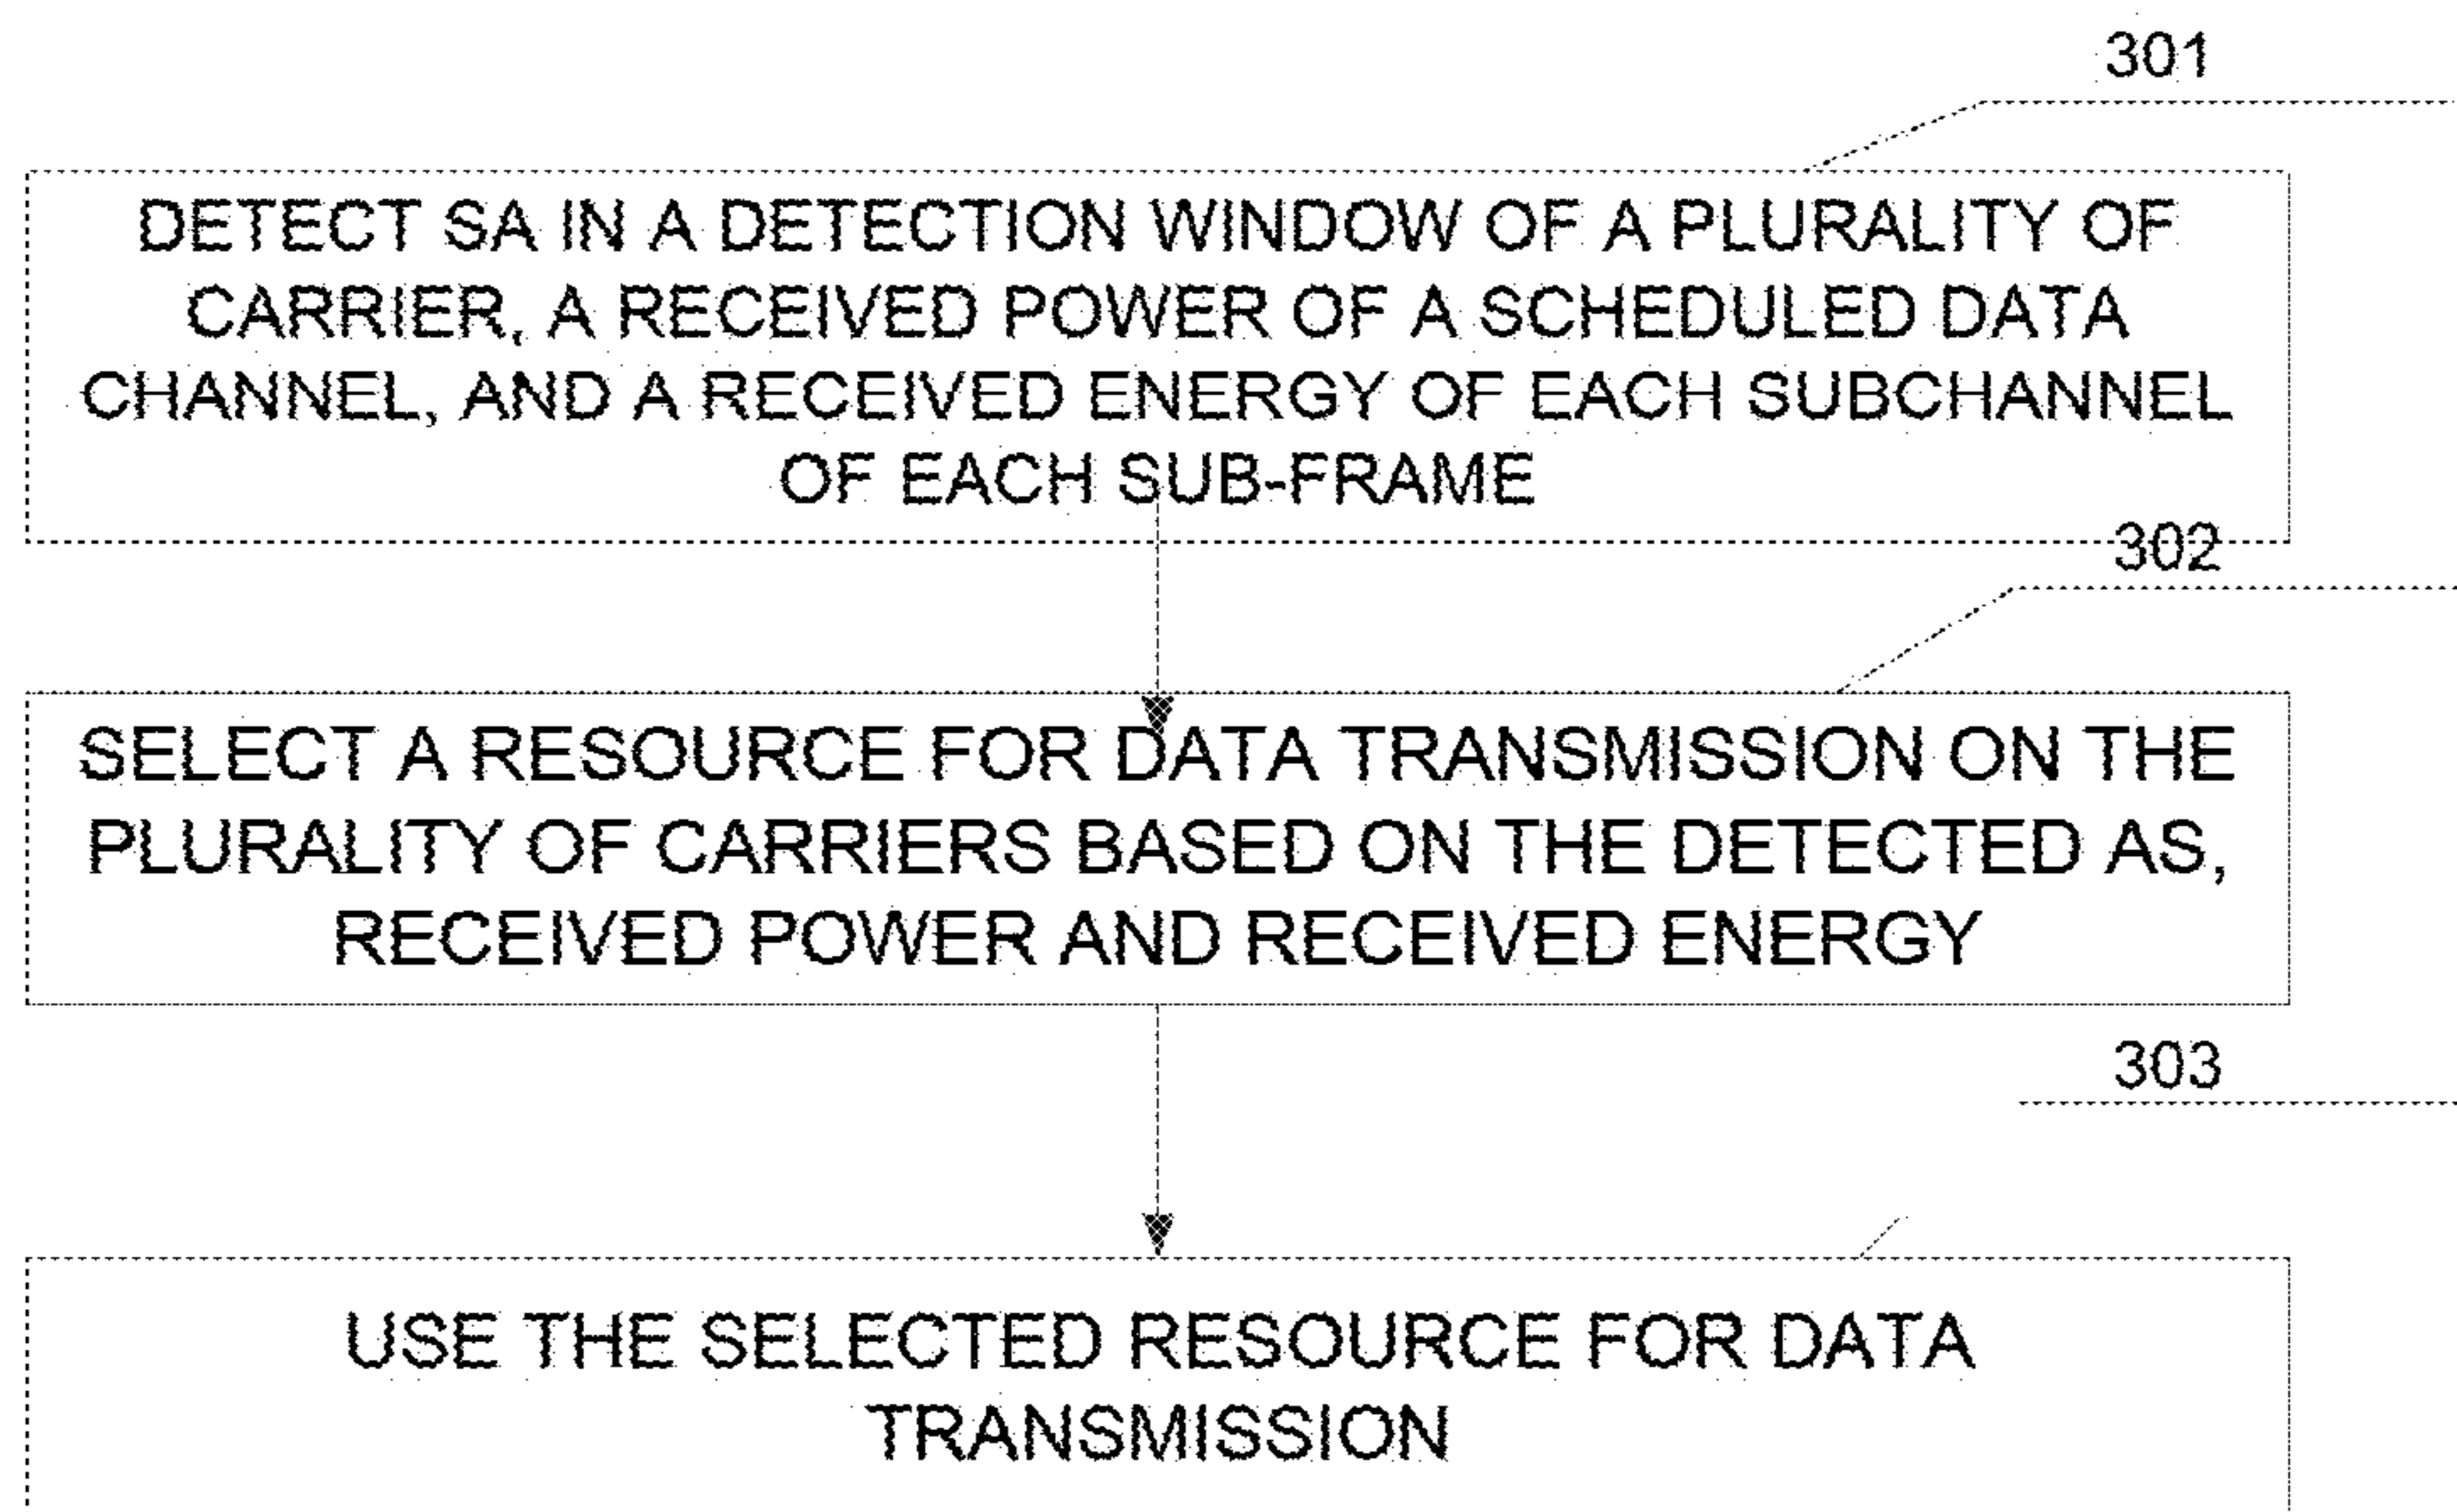 301
DETECT SA IN A DETECTION WINDOW OF A PLURALITY OF
CARRIER, A RECEIVED POWER OF A SCHEDULED DATA
CHANNEL, AND A RECEIVED ENERGY OF EACH SUBCHANNEL
OF EACH SUB-FRAME
302
SELECT A RESOURCE FOR DATA TRANSMISSION ON THE
PLURALITY OF CARRIERS BASED ON THE DETECTED AS,
RECEIVED POWER AND RECEIVED ENERGY
303
USE THE SELECTED RESOURCE FOR DATA
TRANSMISSION